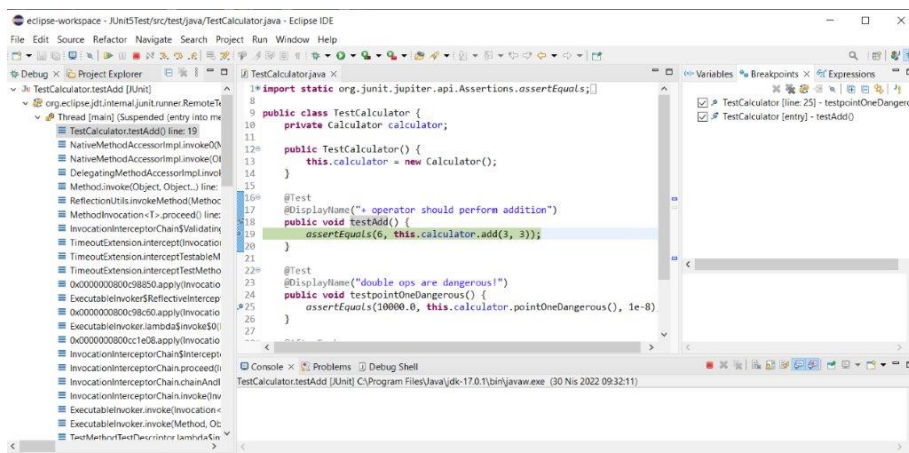 eclipse-workspace - JUnit5Test/src/test/java/TestCalculator.java - Eclipse IDE
File Edit Source Refactor Navigate Search Project Run Window Help
Debug Project Explorer
TestCalculator.testAdd [JUnit]
org.eclipse.jdt.internal.junit.runner.RemoteTe
Thread [main] (Suspended (entry into me
TestCalculator.testAdd() line: 19
NativeMethodAccessorImpl.invoke0(M
NativeMethodAccessorImpl.invoke(Ol
DelegatingMethodAccessorImpl.invol
Method.invoke(Object, Object...) line:
ReflectionUtils.invokeMethod(Methoc
MethodInvocation<T>.proceed() line:
InvocationInterceptorChain$Validating
TimeoutExtension.intercept(Invocation
TimeoutExtension.interceptTestableM
TimeoutExtension.interceptTestMetho
0x0000000800c98850.apply(Invocatio
ExecutableInvoker$ReflectiveIntercep
0x0000000800c98c60.apply(Invocatio
ExecutableInvoker.lambda$invoke$0(
0x0000000800cc1e08.apply(Invocatio
InvocationInterceptorChain$Intercept
InvocationInterceptorChain.proceed(I
InvocationInterceptorChain.chainAndI
InvocationInterceptorChain.invoke(Inv
ExecutableInvoker.invoke(Invocation<
ExecutableInvoker.invoke(Method, Ob
TestMethodTestDescriptor.lambda$in
TestCalculator.java
1 import static org.junit.jupiter.api.Assertions.assertEquals;
8
9 public class TestCalculator {
10 private Calculator calculator;
11
12 public TestCalculator() {
13 this.calculator = new Calculator();
14 }
15
16 @Test
17 @DisplayName("+ operator should perform addition")
18 public void testAdd() {
19 assertEquals(6, this.calculator.add(3, 3));
20 }
21
22 @Test
23 @DisplayName("double ops are dangerous!")
24 public void testpointOneDangerous() {
25 assertEquals(10000.0, this.calculator.pointOneDangerous(), 1e-8)
26 }
27
Variables Breakpoints Expressions
TestCalculator [line: 25] - testpointOneDangero
TestCalculator [entry] - testAdd()
Console Problems Debug Shell
TestCalculator.testAdd [JUnit] C:\Program Files\Java\jdk-17.0.1\bin\javaw.exe (30 Nis 2022 09:32:11)